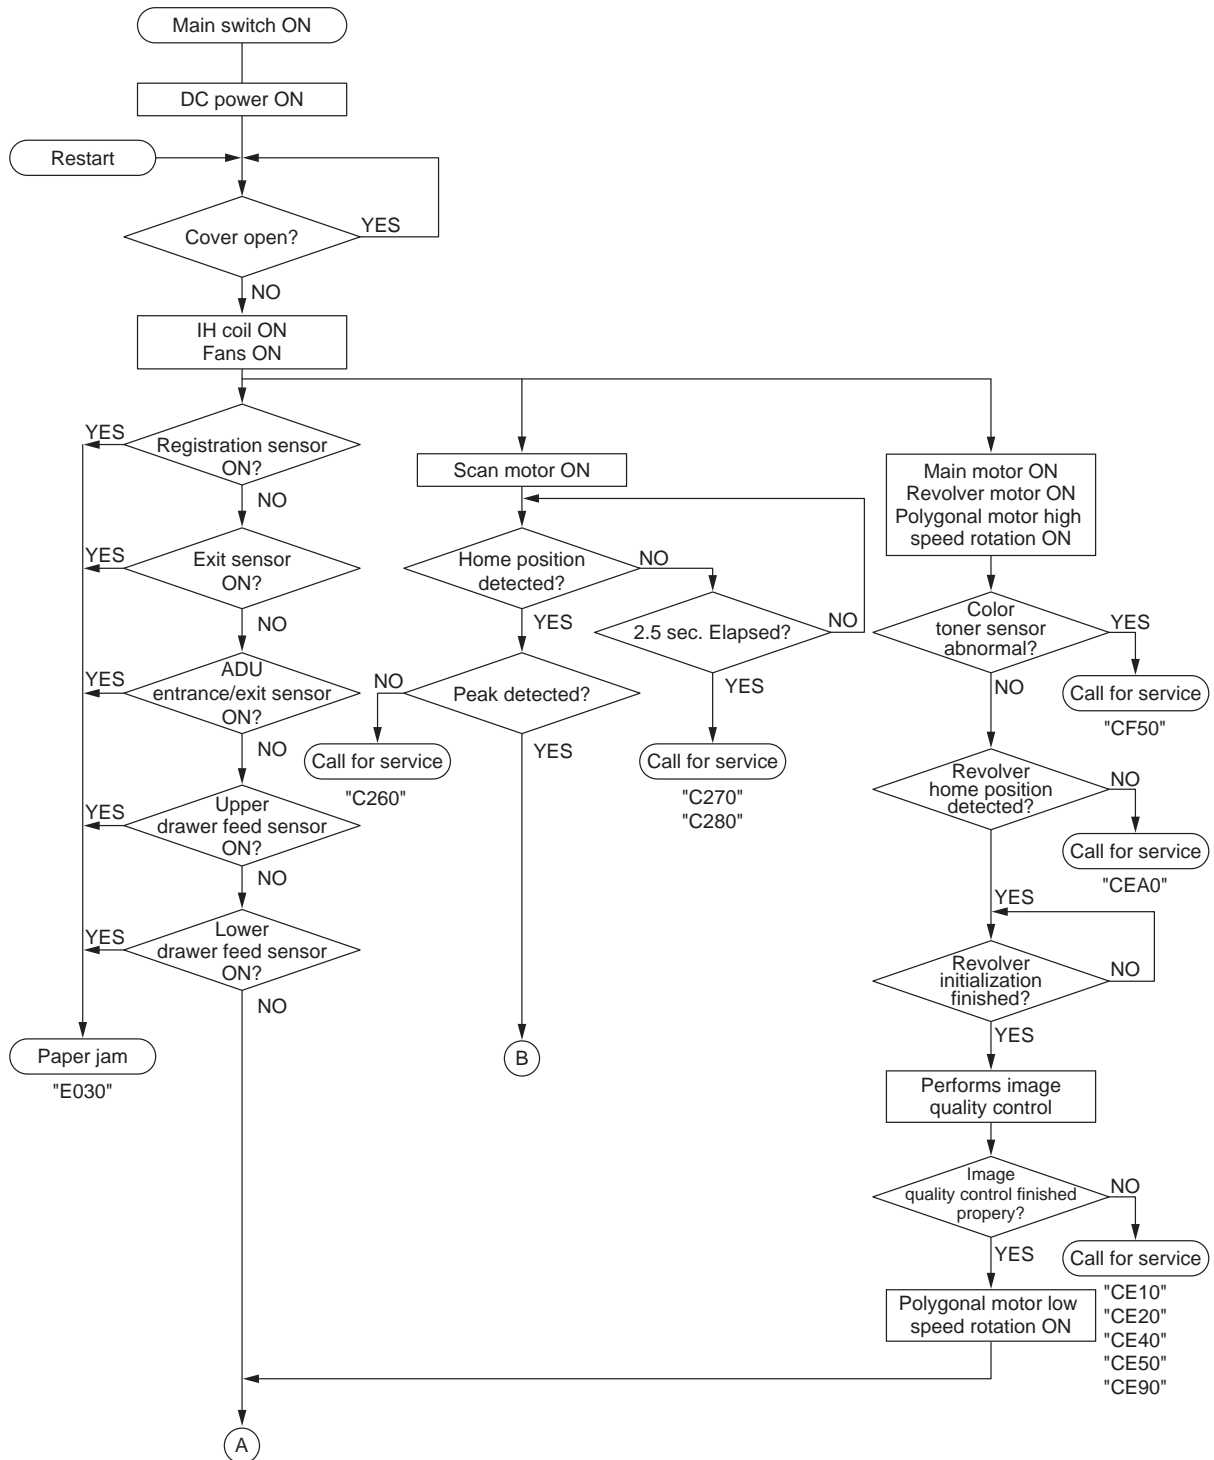 Main switch ON
DC power ON
Restart
Cover open?
YES
NO
IH coil ON
Fans ON
YES
Registration sensor
ON?
NO
YES
Exit sensor
ON?
NO
YES
ADU
entrance/exit sensor
ON?
NO
YES
Upper
drawer feed sensor
ON?
NO
YES
Lower
drawer feed sensor
ON?
NO
Paper jam
"E030"
A
Scan motor ON
Home position
detected?
NO
YES
2.5 sec. Elapsed?
NO
YES
Call for service
"C270"
"C280"
Peak detected?
NO
YES
Call for service
"C260"
B
Main motor ON
Revolver motor ON
Polygonal motor high
speed rotation ON
Color
toner sensor
abnormal?
YES
NO
Call for service
"CF50"
Revolver
home position
detected?
NO
YES
Call for service
"CEA0"
Revolver
initialization
finished?
NO
YES
Performs image
quality control
Image
quality control finished
propery?
NO
YES
Call for service
"CE10"
"CE20"
"CE40"
"CE50"
"CE90"
Polygonal motor low
speed rotation ON